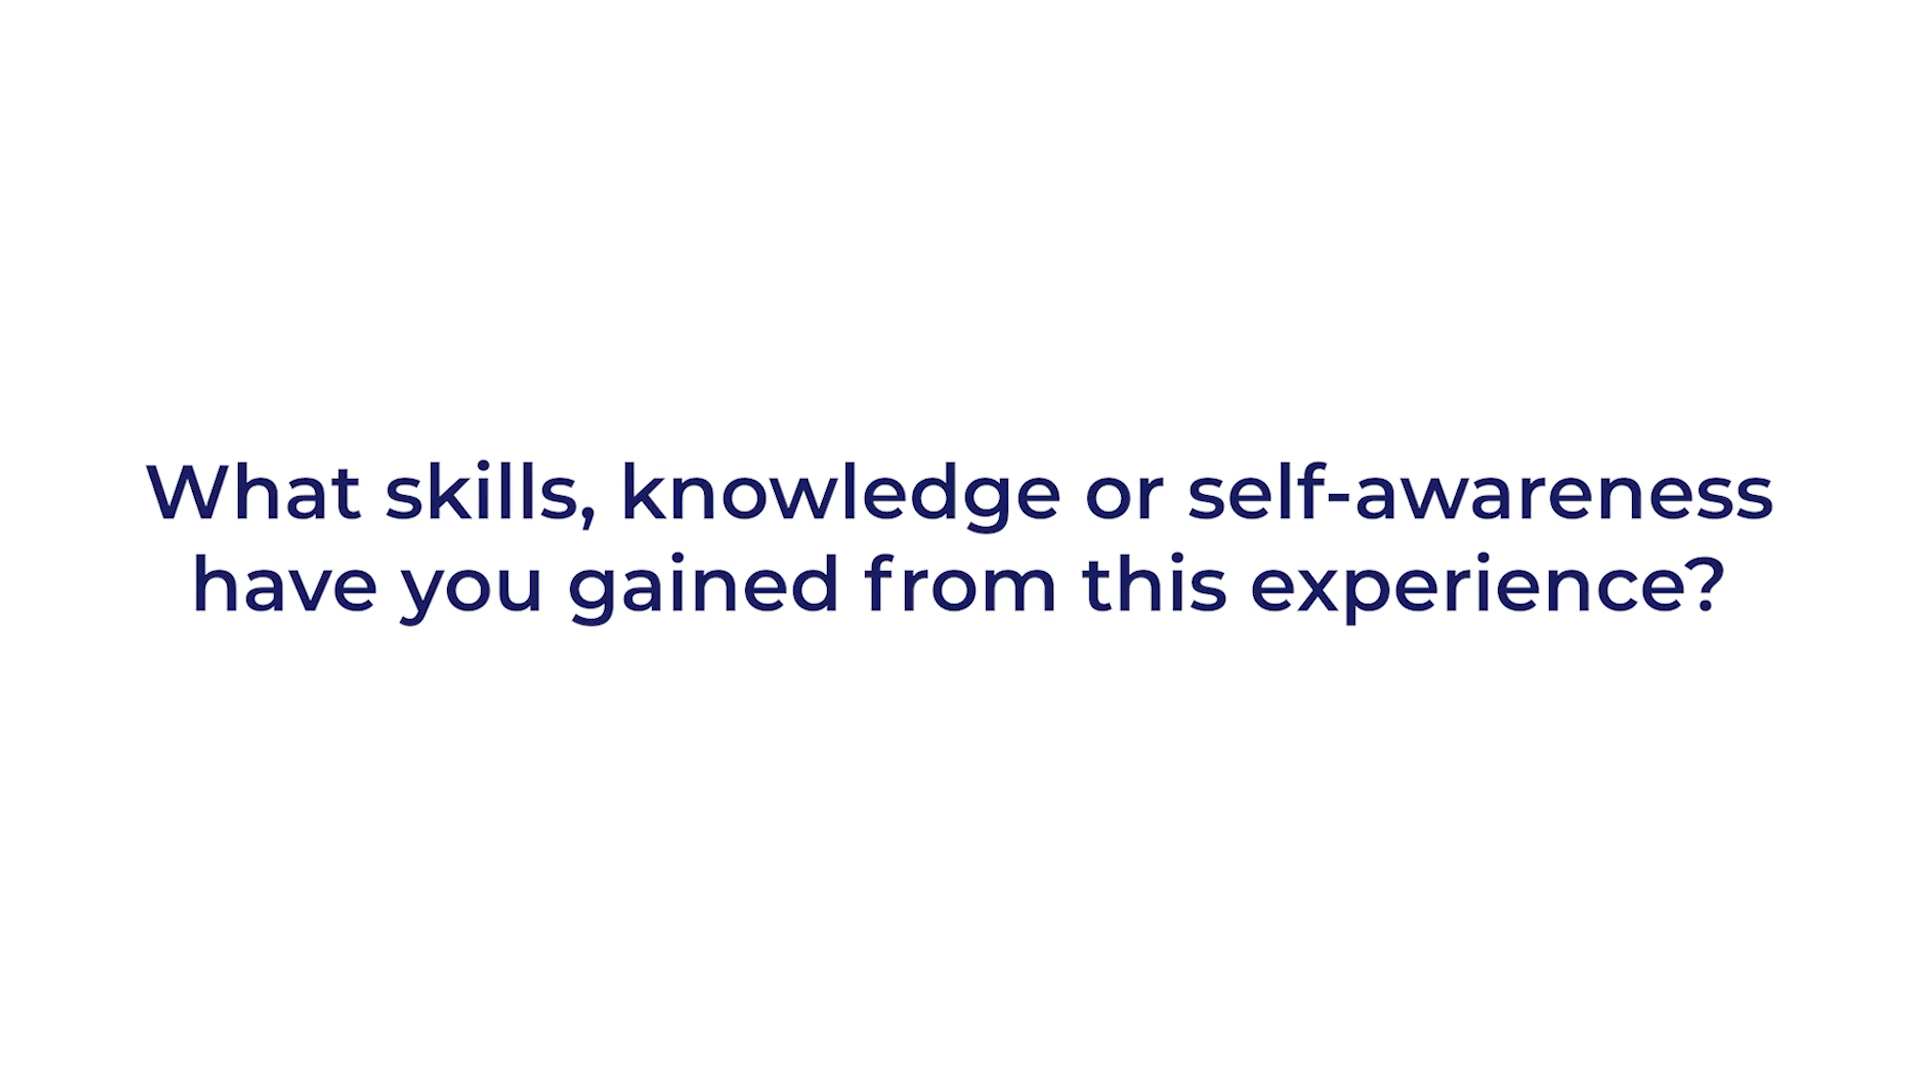 What skills, knowledge or self-awareness
have you gained from this experience?